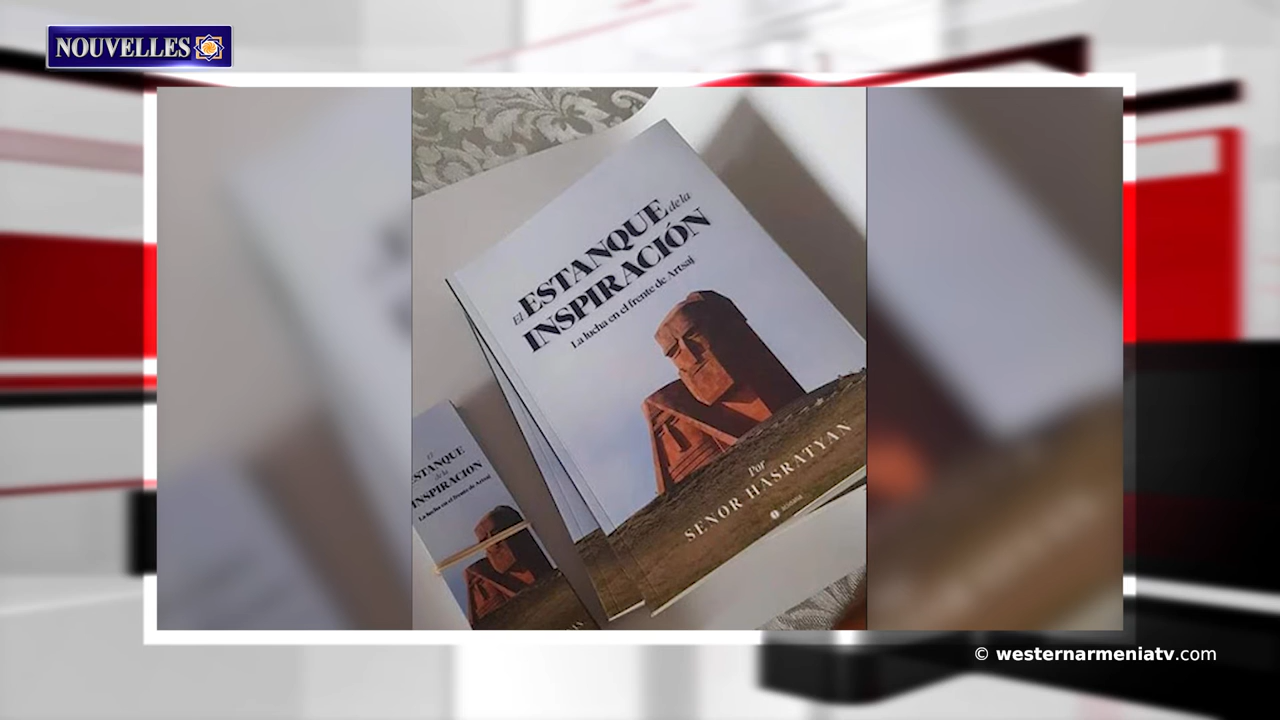 NOUVELLES
El ESTANQUE de la
INSPIRACIÓN
La lucha en el frente de Artsaj
Por
SENOR HASRATYAN
El
ESTANQUE
de la
INSPIRACIÓN
La lucha en el frente de Artsaj
© westernarmeniatv.com